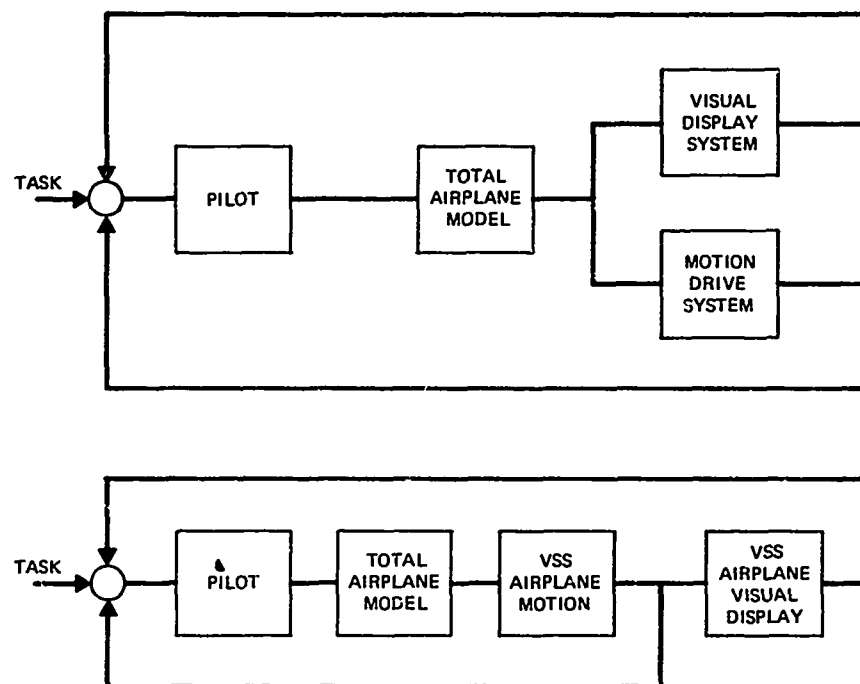 TASK
PILOT
TOTAL
AIRPLANE
MODEL
VISUAL
DISPLAY
SYSTEM
MOTION
DRIVE
SYSTEM
TASK
PILOT
TOTAL
AIRPLANE
MODEL
VSS
AIRPLANE
MOTION
VSS
AIRPLANE
VISUAL
DISPLAY